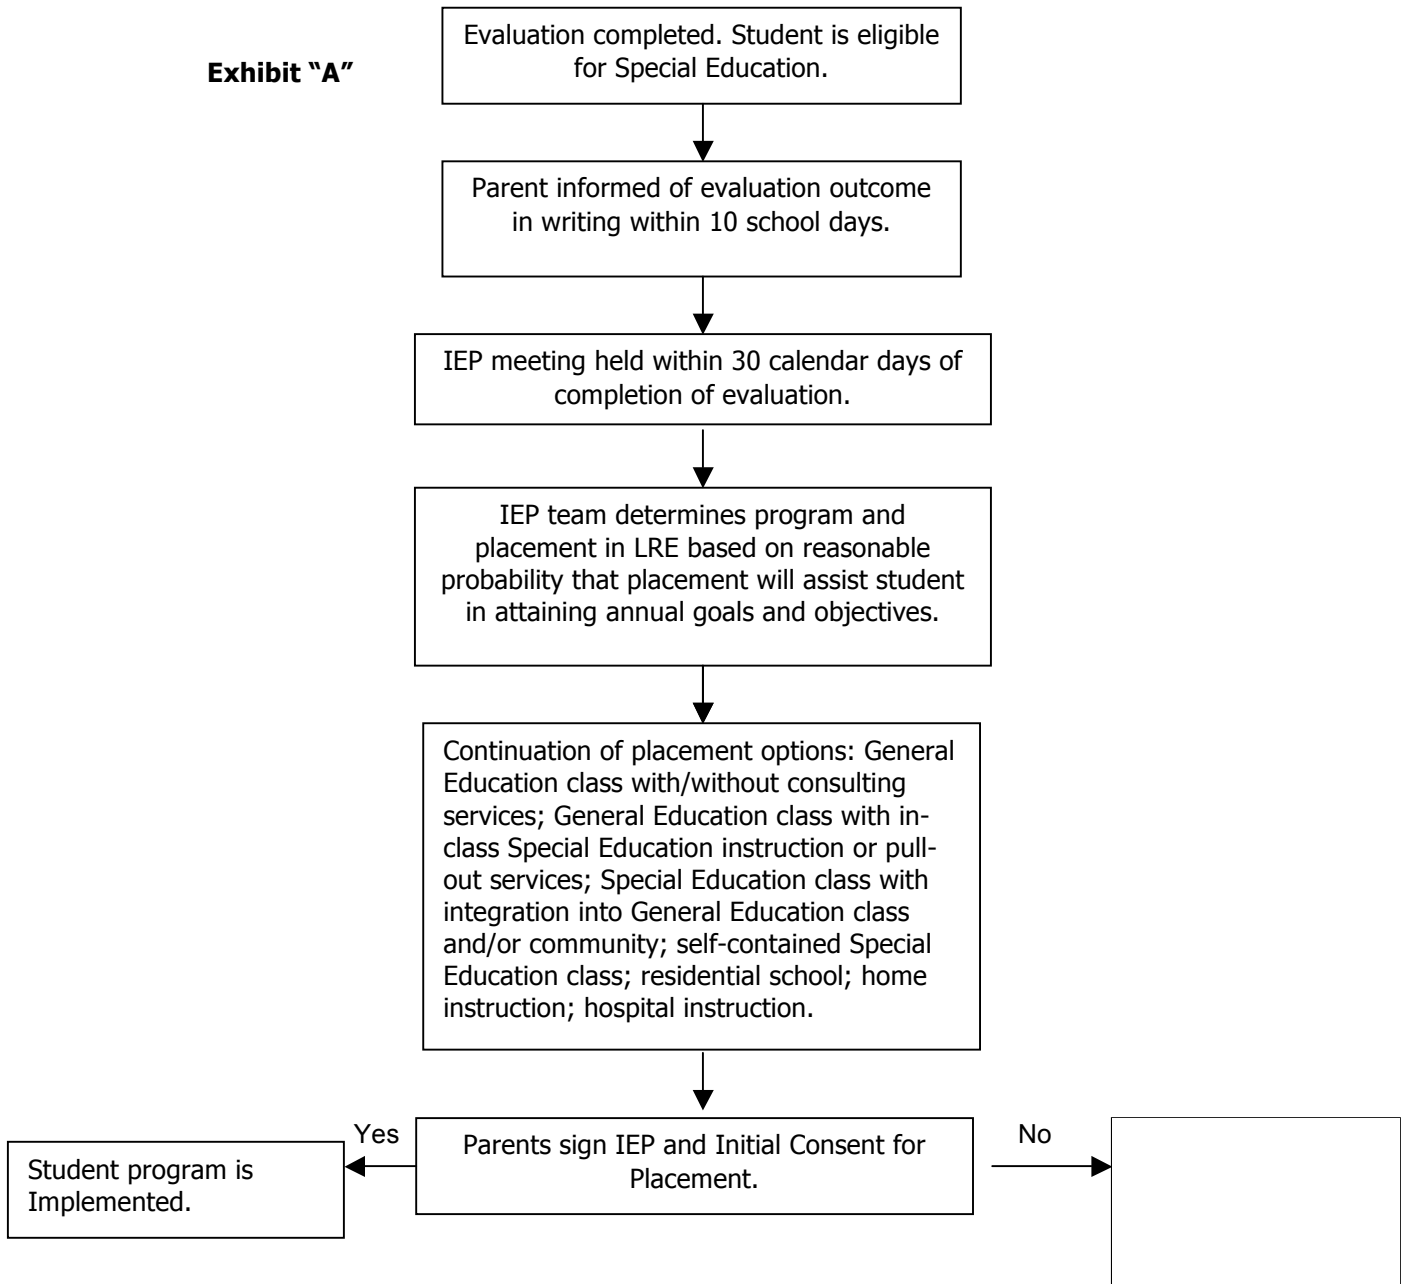 Exhibit “A”
Evaluation completed. Student is eligible
for Special Education.
Parent informed of evaluation outcome
in writing within 10 school days.
IEP meeting held within 30 calendar days of
completion of evaluation.
IEP team determines program and
placement in LRE based on reasonable
probability that placement will assist student
in attaining annual goals and objectives.
Continuation of placement options: General
Education class with/without consulting
services; General Education class with in-
class Special Education instruction or pull-
out services; Special Education class with
integration into General Education class
and/or community; self-contained Special
Education class; residential school; home
instruction; hospital instruction.
Parents sign IEP and Initial Consent for
Placement.
Yes
Student program is
Implemented.
No